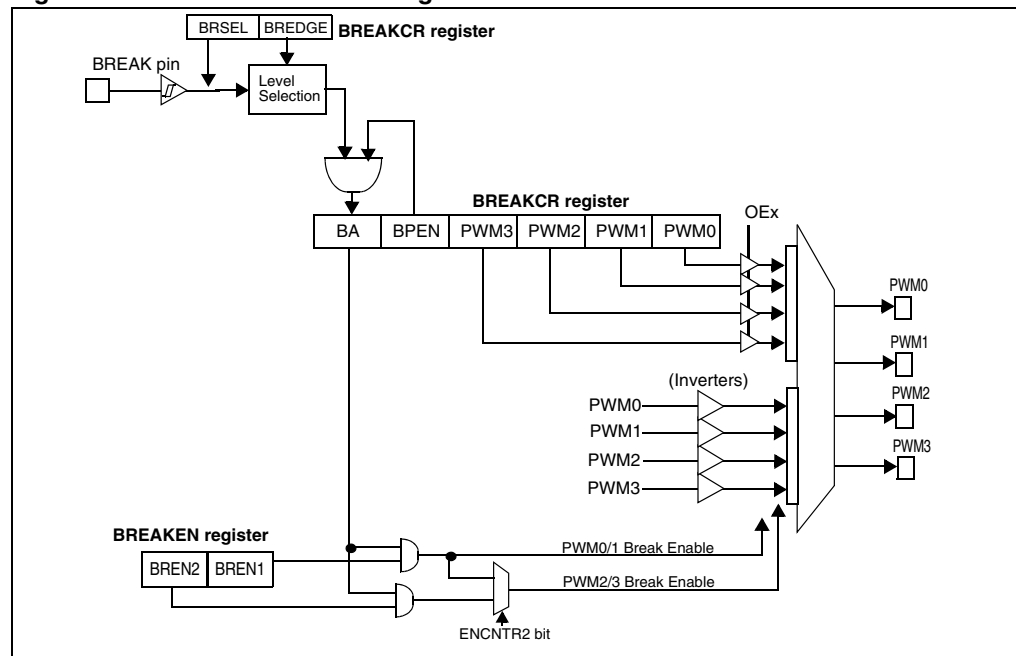 BRSEL BREDGE BREAKCR register
BREAK pin
Level
Selection
BREAKCR register
OEx
BA BPEN PWM3 PWM2 PWM1 PWM0
PWM0
PWM1
PWM2
PWM3
(Inverters)
PWM0
PWM1
PWM2
PWM3
BREAKEN register
BREN2 BREN1
PWM0/1 Break Enable
PWM2/3 Break Enable
ENCNTR2 bit